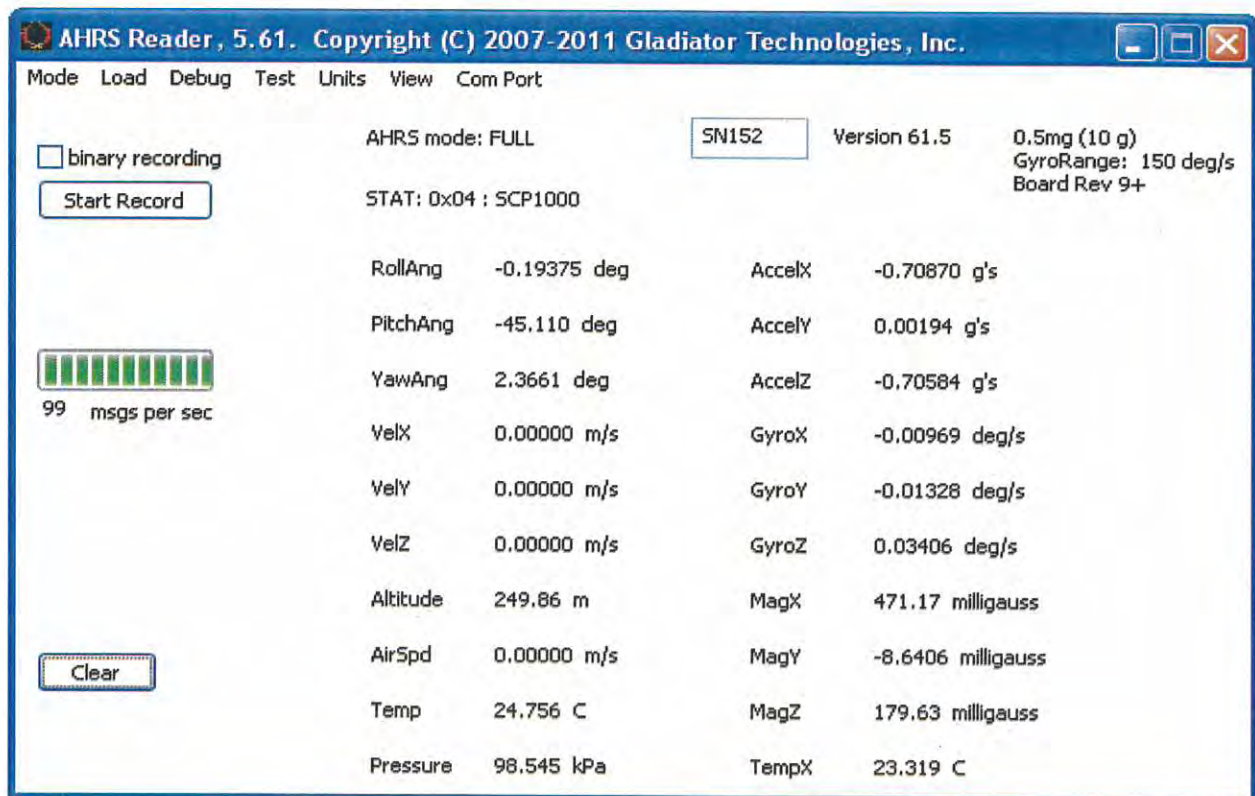 AHRS Reader, 5.61. Copyright (C) 2007-2011 Gladiator Technologies, Inc.
Mode Load Debug Test Units View Com Port
binary recording
Start Record
99 msgs per sec
Clear
AHRS mode: FULL
SN152
Version 61.5
0.5mg (10 g)
GyroRange: 150 deg/s
Board Rev 9+
STAT: 0x04 : SCP1000
RollAng -0.19375 deg
PitchAng -45.110 deg
YawAng 2.3661 deg
VelX 0.00000 m/s
VelY 0.00000 m/s
VelZ 0.00000 m/s
Altitude 249.86 m
AirSpd 0.00000 m/s
Temp 24.756 C
Pressure 98.545 kPa
AccelX -0.70870 g's
AccelY 0.00194 g's
AccelZ -0.70584 g's
GyroX -0.00969 deg/s
GyroY -0.01328 deg/s
GyroZ 0.03406 deg/s
MagX 471.17 milligauss
MagY -8.6406 milligauss
MagZ 179.63 milligauss
TempX 23.319 C